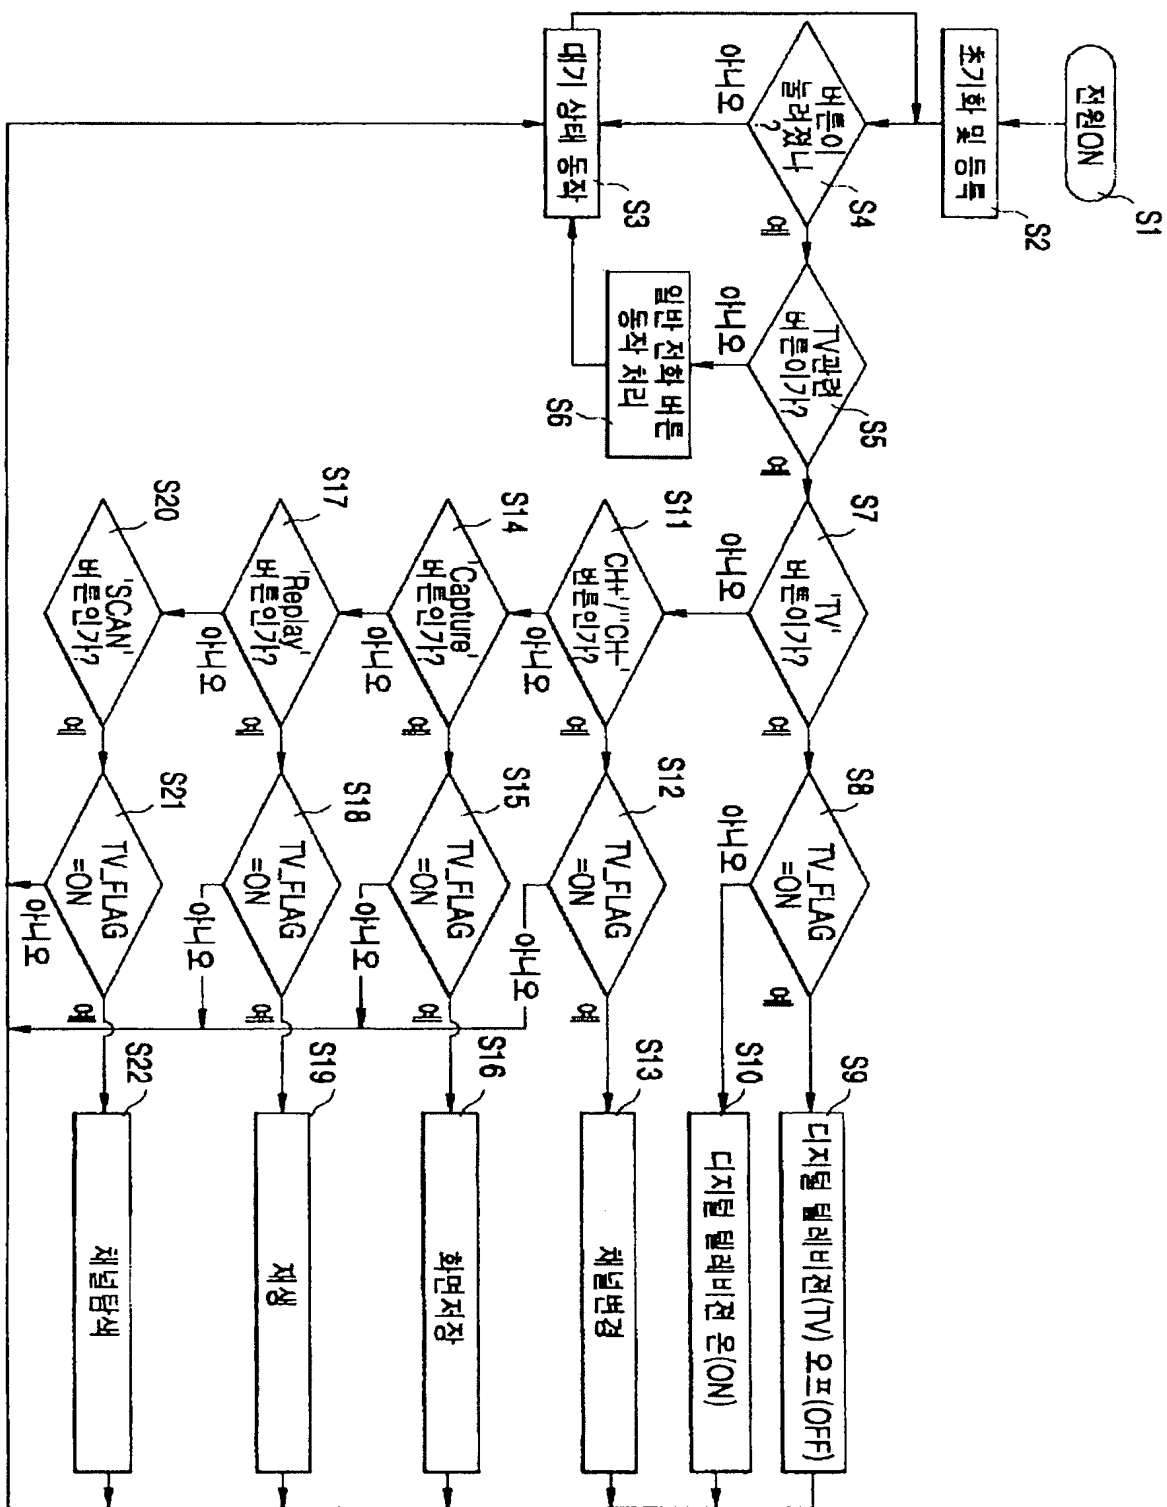 전원ON
S1
초기화 및 등록
S2
버튼이
눌러졌나
?
S4
아니오
예
대기 상태 동작
S3
TV관련
버튼이가?
S5
아니오
예
일반 전화 버튼
동작 처리
S6
'TV'
버튼이가?
S7
아니오
예
TV_FLAG
=ON
S8
아니오
예
디지털 텔레비젼(TV) 오프(OFF)
S9
디지털 텔레비젼 온(ON)
S10
CH+'/"CH-'
번튼인가?
S11
아니오
예
TV_FLAG
=ON
S12
아니오
예
채널변경
S13
'Capture'
버튼인가?
S14
아니오
예
TV_FLAG
=ON
S15
아니오
예
화면저장
S16
'Replay'
버튼인가?
S17
아니오
예
TV_FLAG
=ON
S18
아니오
예
재생
S19
'SCAN'
버튼인가?
S20
예
TV_FLAG
=ON
S21
아니오
예
채널탐색
S22